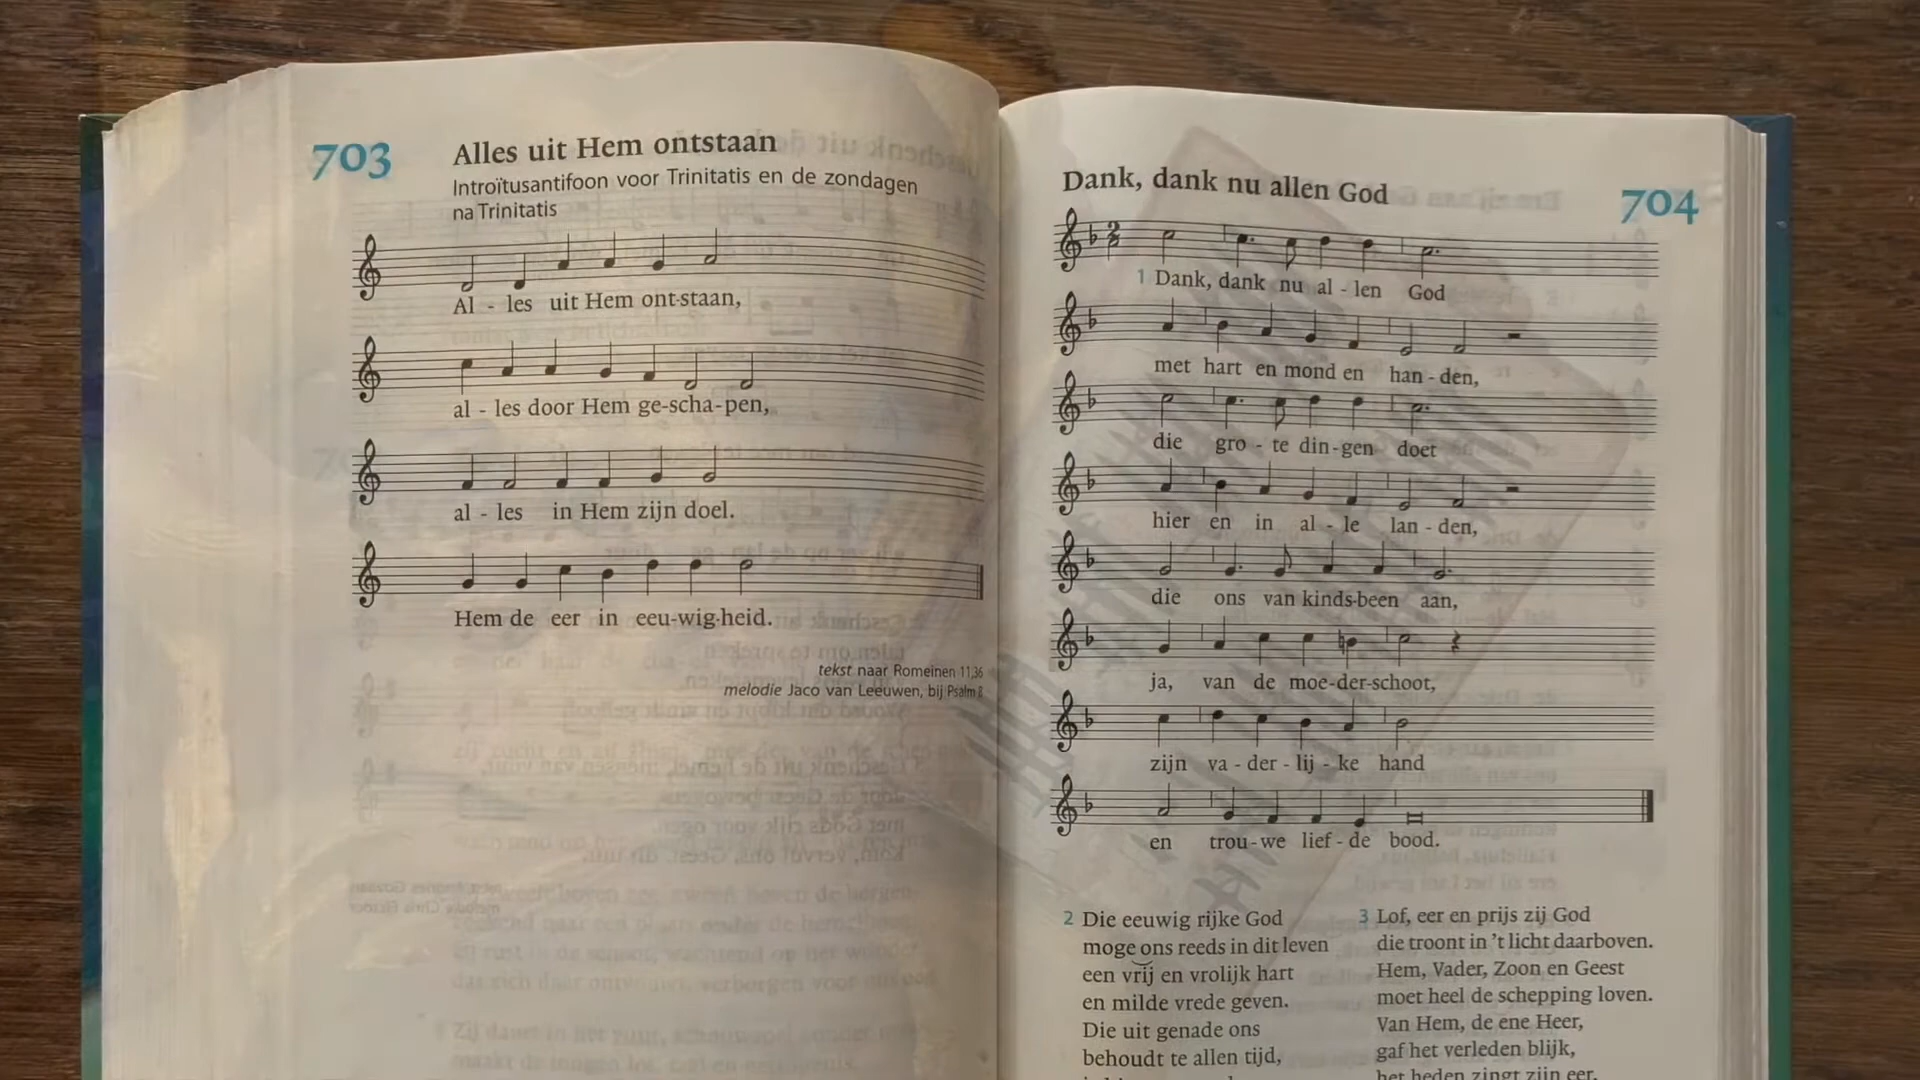 703
Alles uit Hem ontstaan
Introïtusantifoon voor Trinitatis en de zondagen
na Trinitatis
Al - les uit Hem ont-staan,
al - les door Hem ge-scha-pen,
al - les in Hem zijn doel.
Hem de eer in eeu-wig-heid.
tekst naar Romeinen 11,36
melodie Jaco van Leeuwen, bij Psalm 8
Dank, dank nu allen God
704
1 Dank, dank nu al - len God
met hart en mond en han - den,
die gro - te din-gen doet
hier en in al - le lan - den,
die ons van kinds-been aan,
ja, van de moe-der-schoot,
zijn va - der - lij - ke hand
en trou-we lief - de bood.
2 Die eeuwig rijke God
moge ons reeds in dit leven
een vrij en vrolijk hart
en milde vrede geven.
Die uit genade ons
behoudt te allen tijd,
3 Lof, eer en prijs zij God
die troont in 't licht daarboven.
Hem, Vader, Zoon en Geest
moet heel de schepping loven.
Van Hem, de ene Heer,
gaf het verleden blijk,
het heden zingt zijn eer,